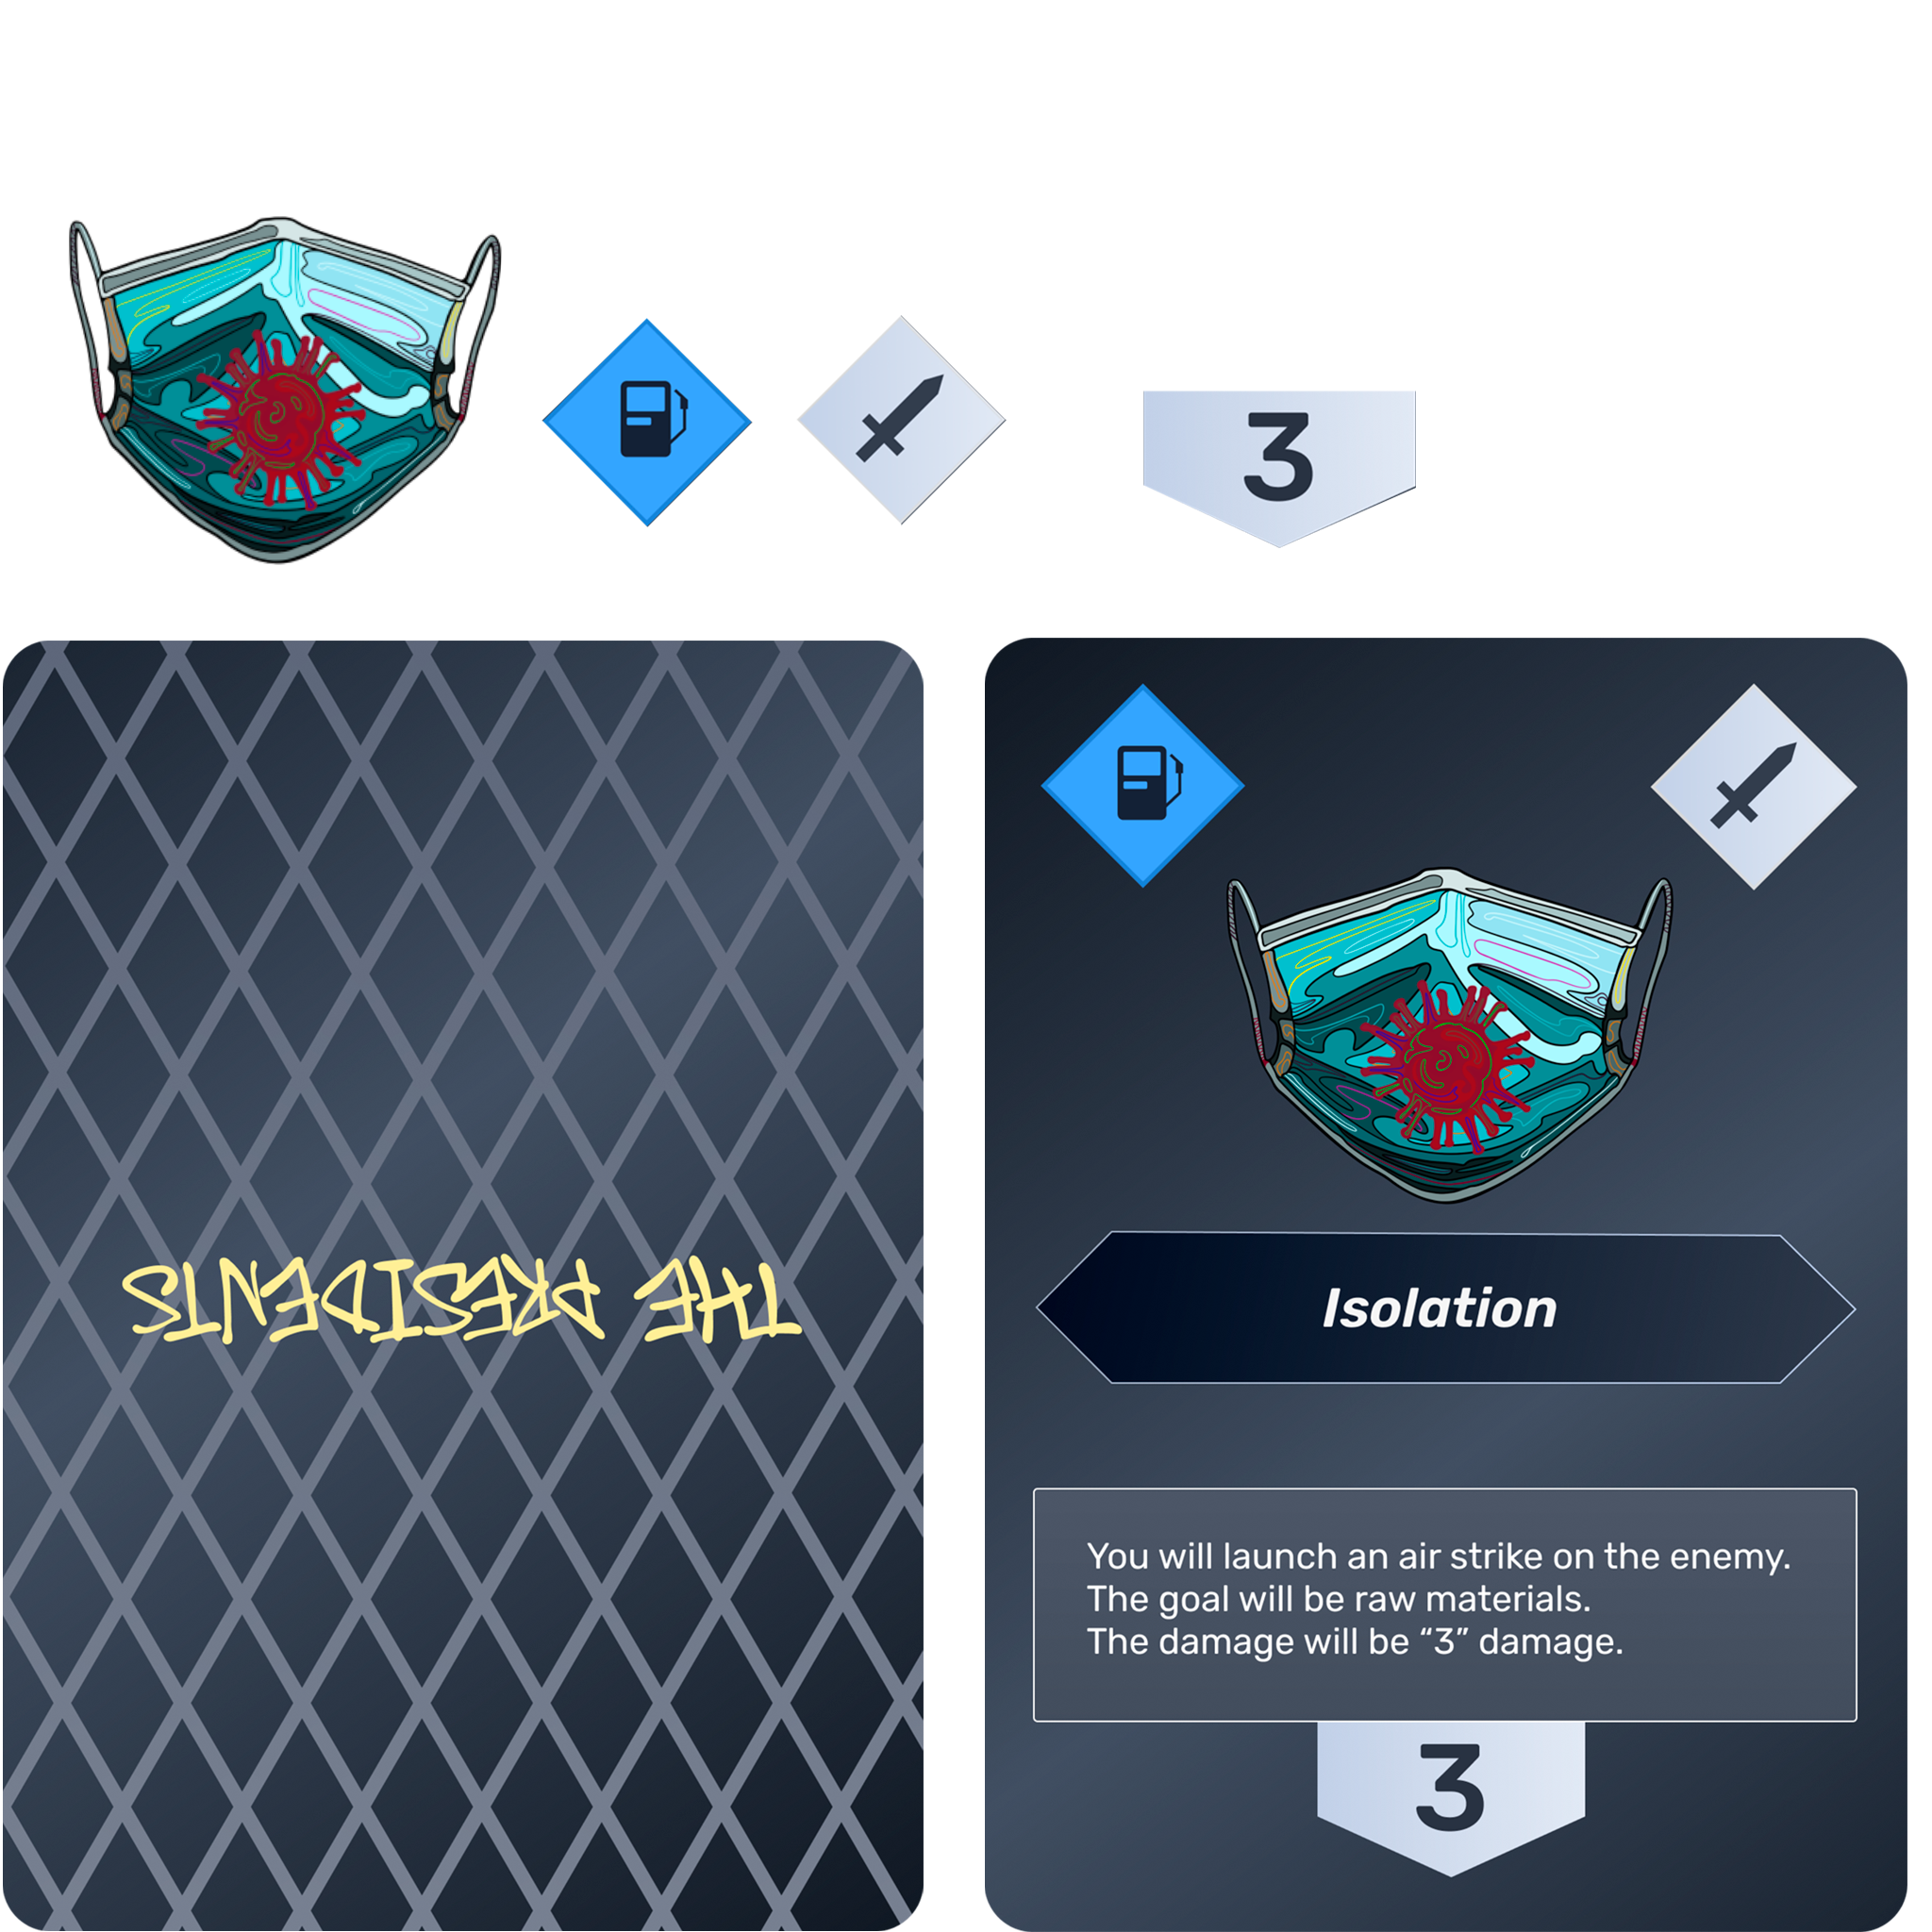 3
THE PRESIDENTS
Isolation
You will launch an air strike on the enemy.
The goal will be raw materials.
The damage will be “3” damage.
3